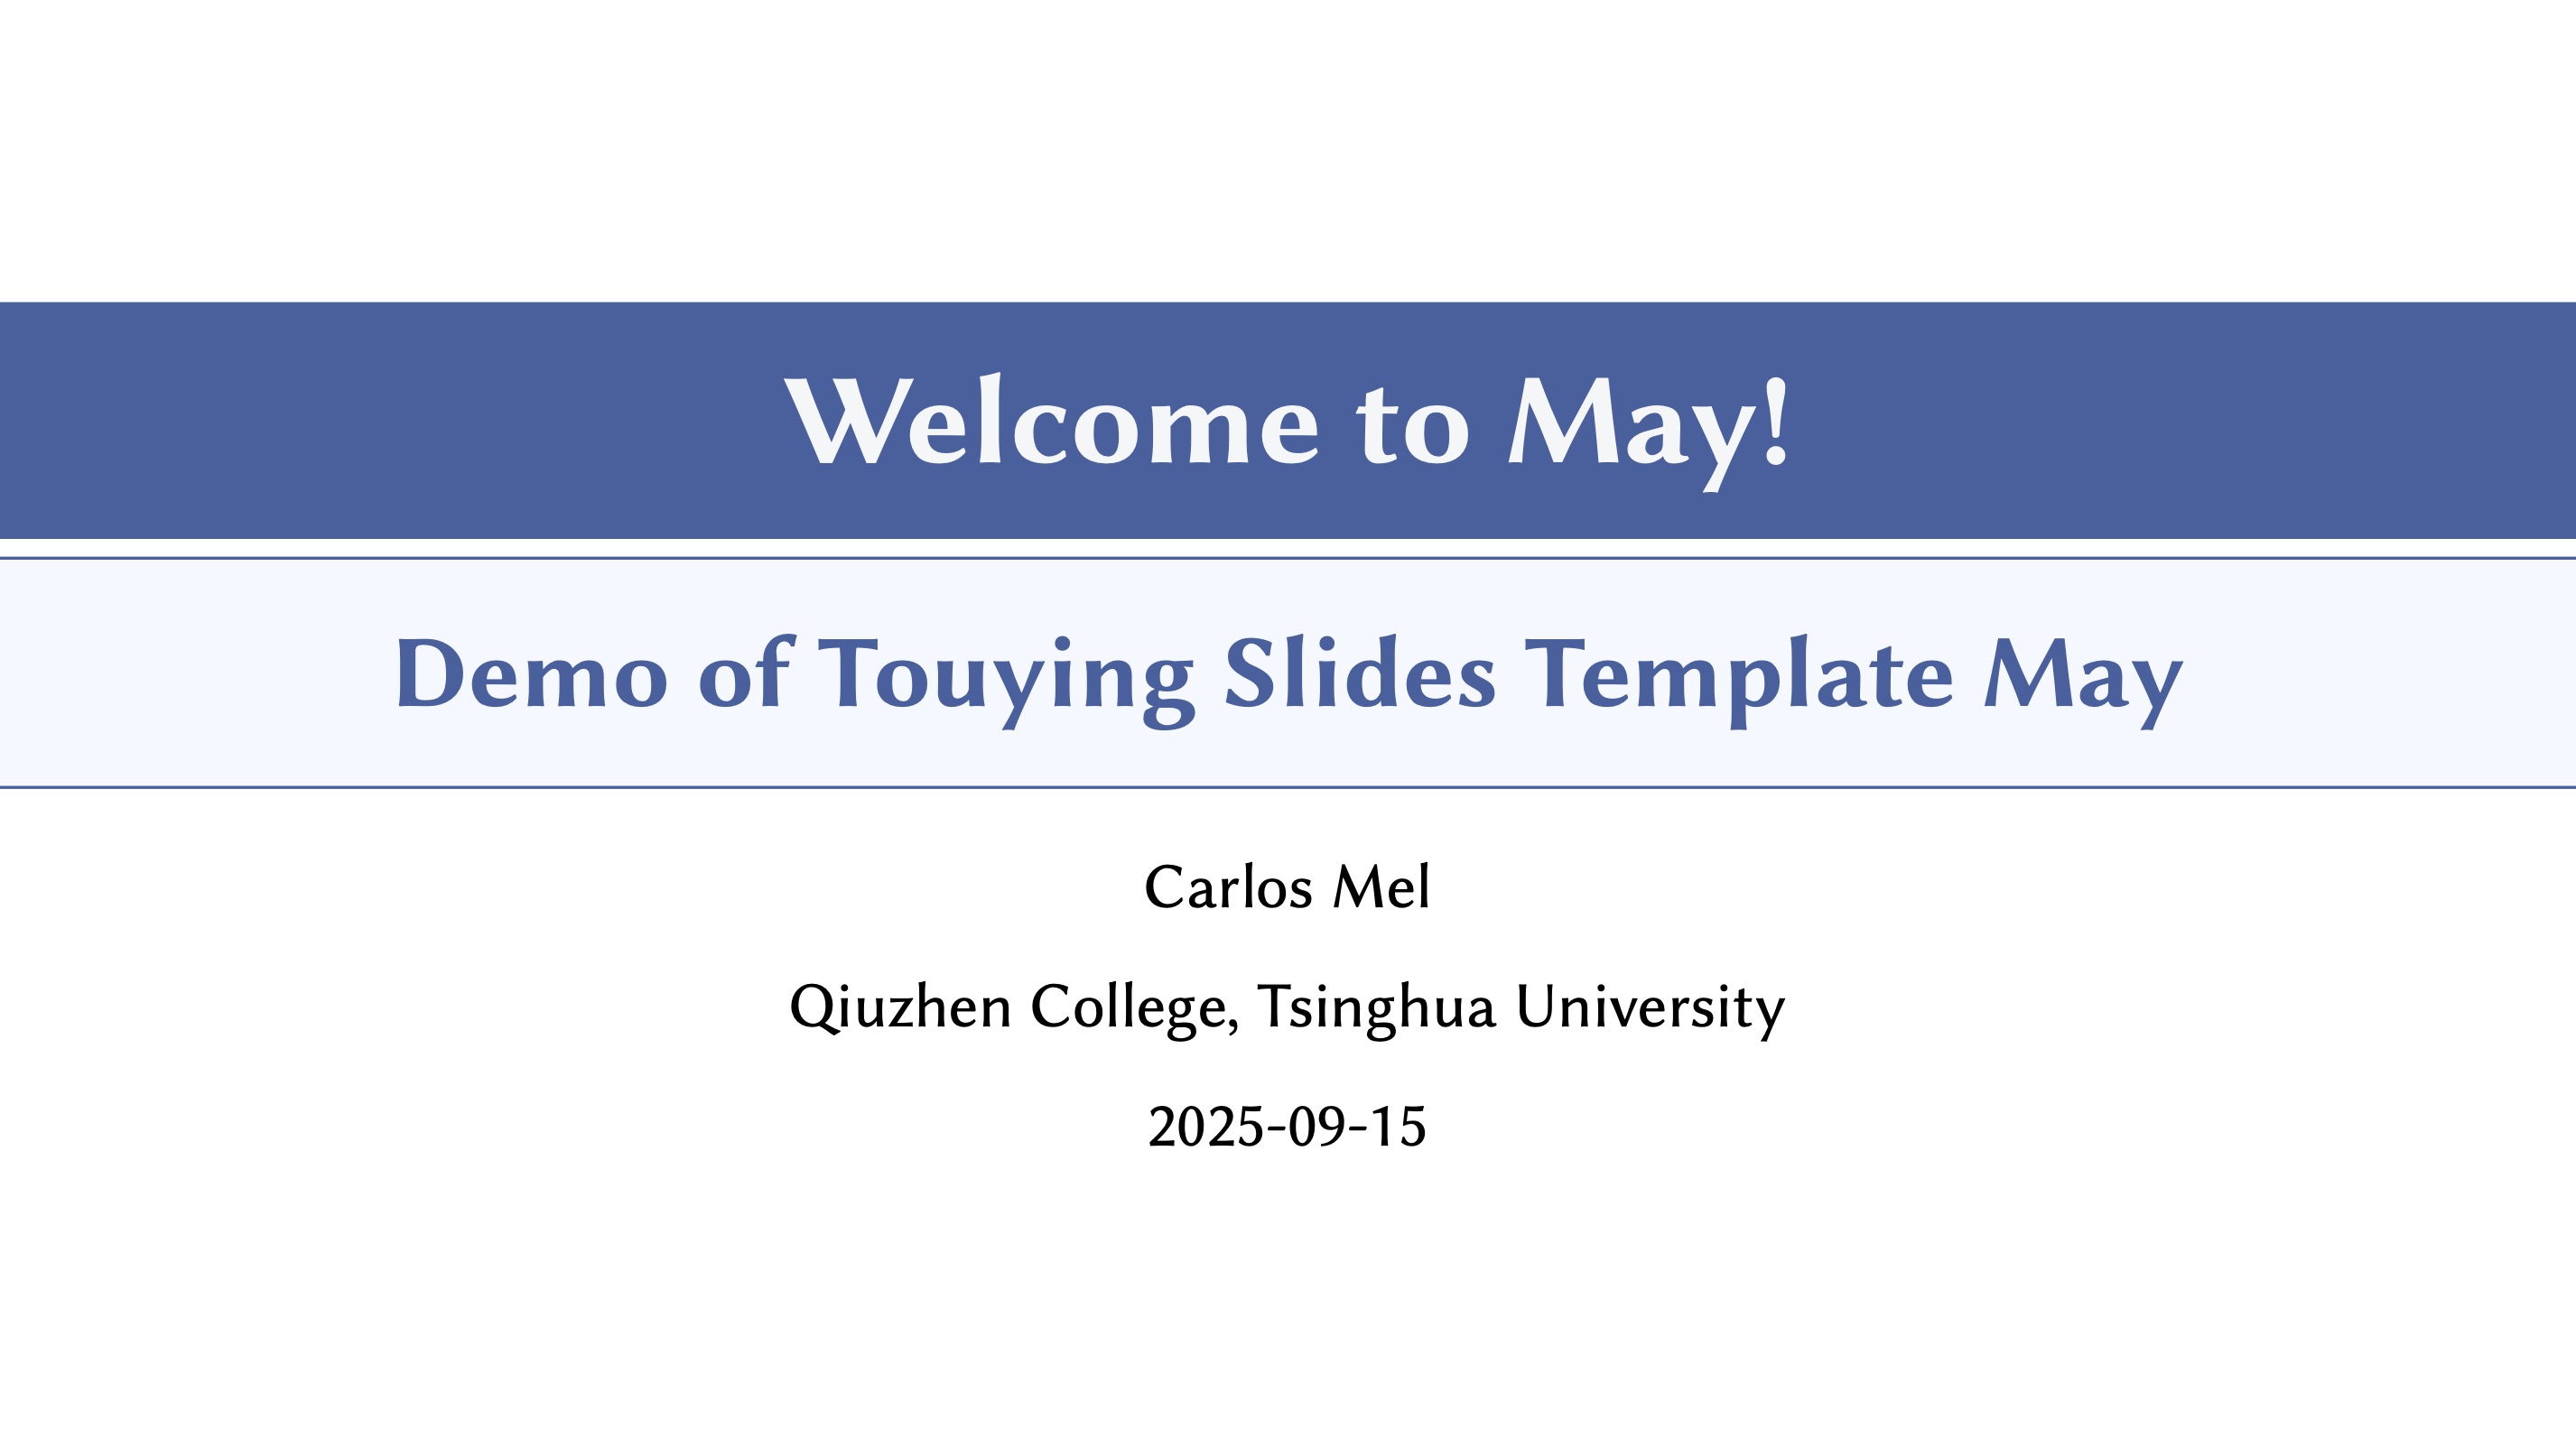 Welcome to May!
Demo of Touying Slides Template May
Carlos Mel
Qiuzhen College, Tsinghua University
2025-09-15